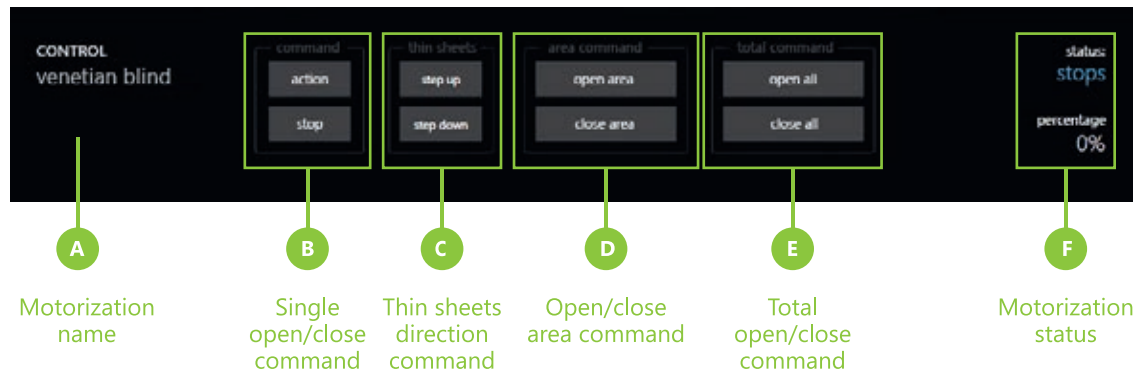 CONTROL
venetian blind
command
action
stop
thin sheets
step up
step down
area command
open area
close area
total command
open all
close all
status:
stops
percentage
0%
A
B
C
D
E
F
Motorization
name
Single
open/close
command
Thin sheets
direction
command
Open/close
area command
Total
open/close
command
Motorization
status